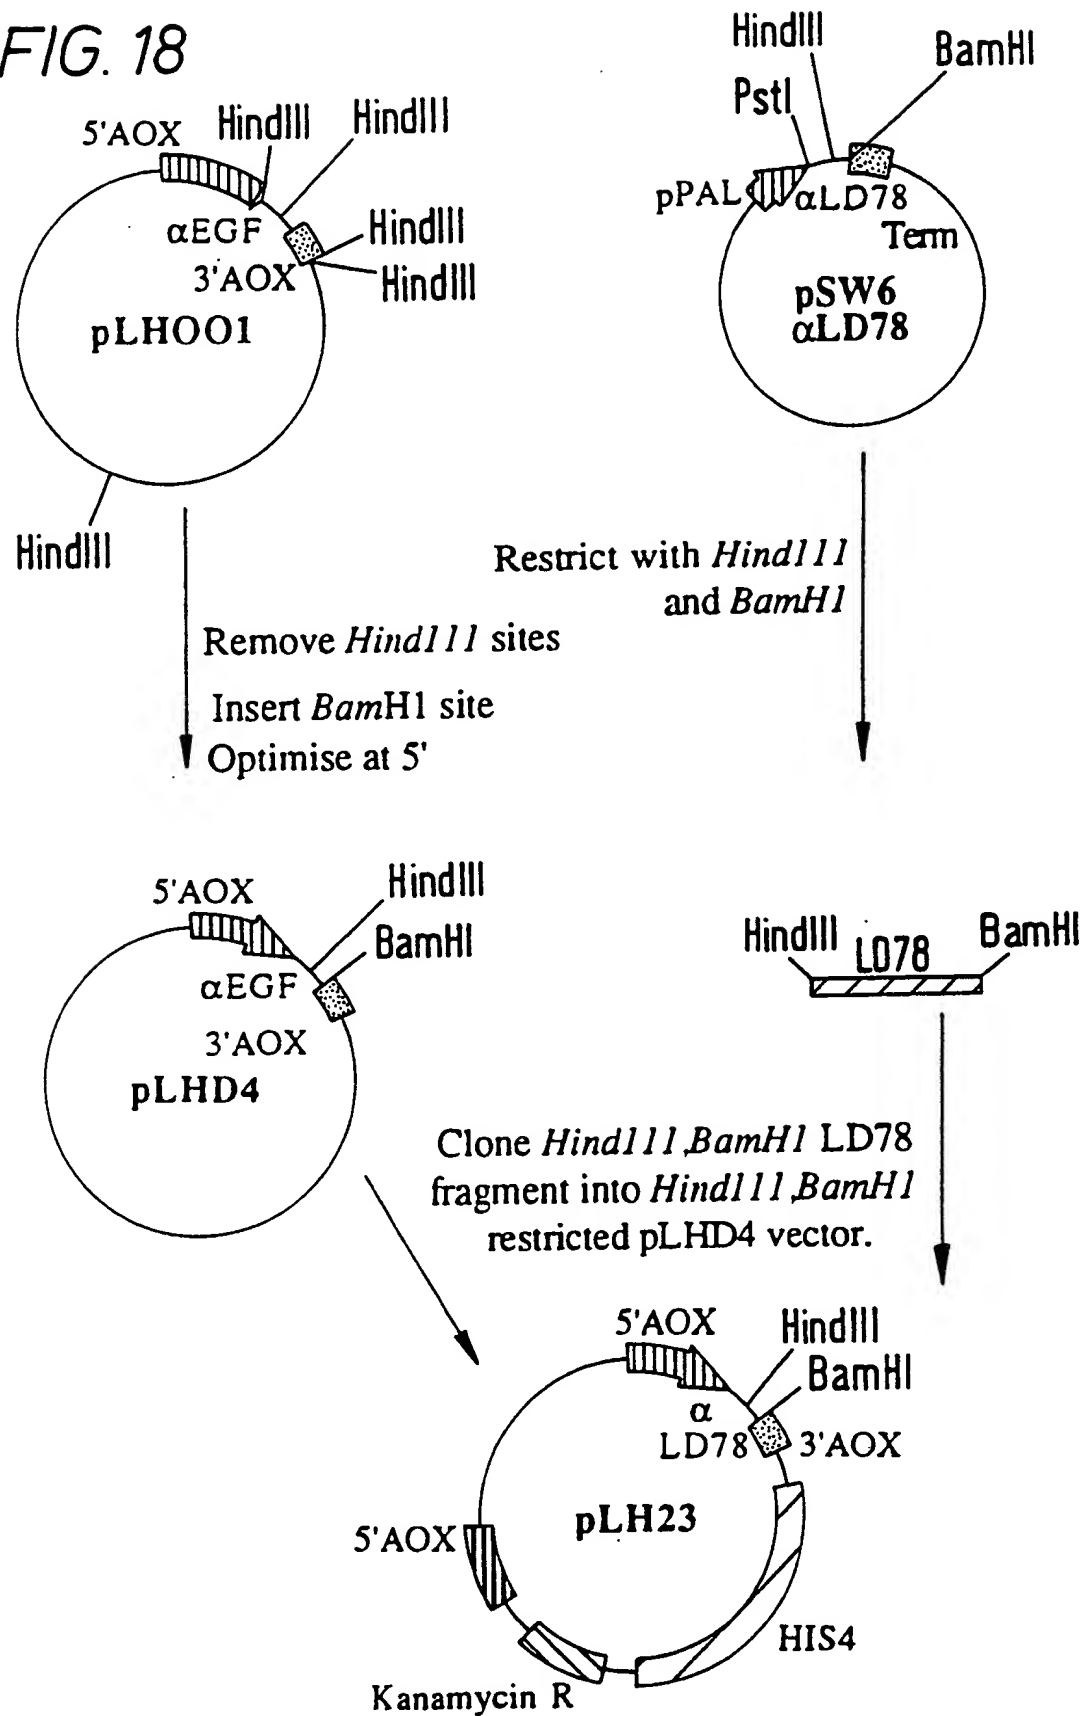 FIG. 18
5'AOX
HindIII
HindIII
αEGF
HindIII
3'AOX
HindIII
pLHOO1
HindIII
HindIII
BamHI
PstI
pPAL
αLD78
Term
pSW6
αLD78
Remove Hind111 sites
Insert BamH1 site
Optimise at 5'
Restrict with Hind111
and BamH1
5'AOX
HindIII
BamHI
αEGF
3'AOX
pLHD4
HindIII
LD78
BamHI
Clone Hind111,BamH1 LD78
fragment into Hind111,BamH1
restricted pLHD4 vector.
5'AOX
HindIII
BamHI
α
LD78
3'AOX
pLH23
5'AOX
HIS4
Kanamycin R